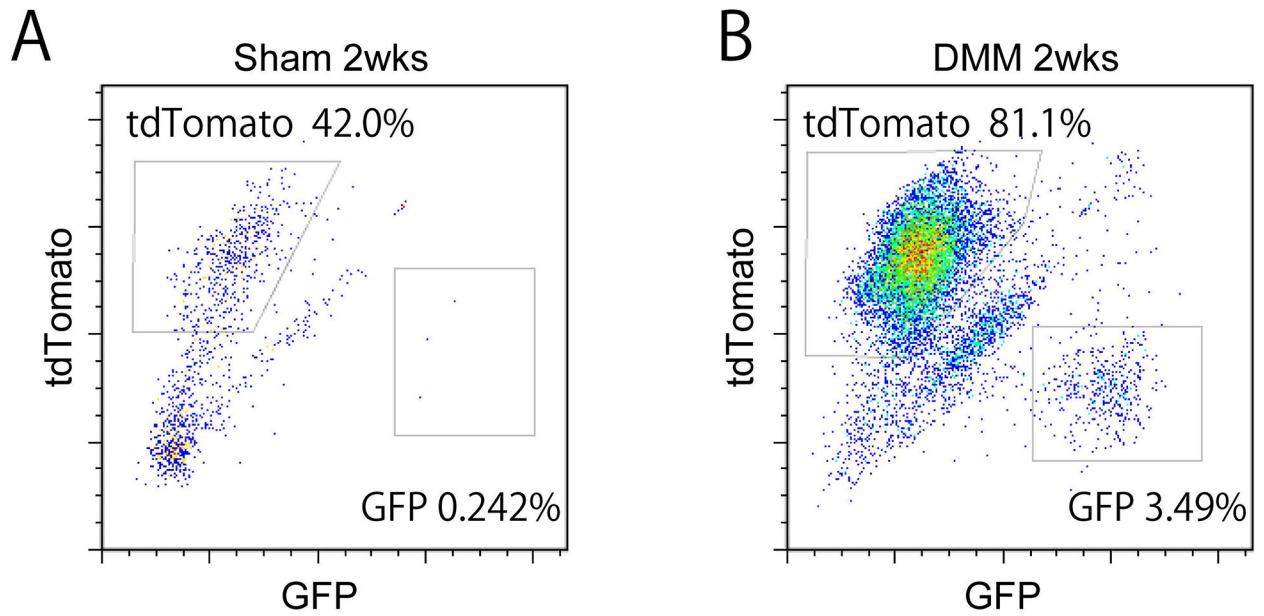 A
Sham 2wks
tdTomato 42.0%
tdTomato
GFP 0.242%
GFP
B
DMM 2wks
tdTomato 81.1%
tdTomato
GFP 3.49%
GFP